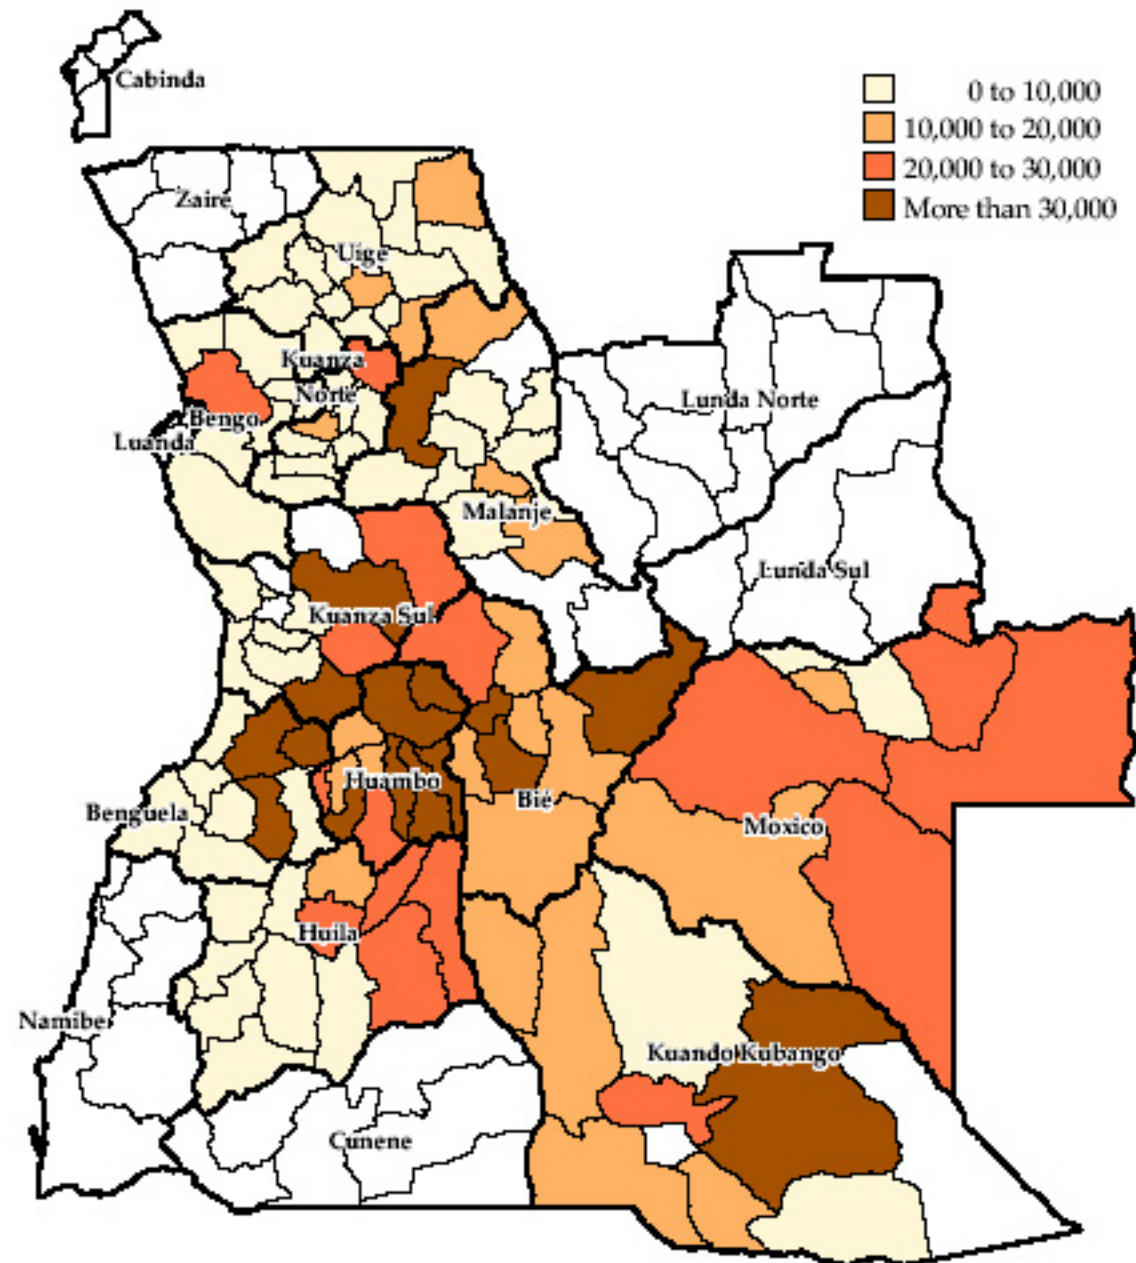 Cabinda
0 to 10,000
10,000 to 20,000
20,000 to 30,000
More than 30,000
Zaire
Uige
Kuanza
Norte
Bengo
Luanda
Lunda Norte
Malanje
Lunda Sul
Kuanza Sul
Huambo
Bié
Benguela
Moxico
Huila
Namibe
Kuando Kubango
Cunene